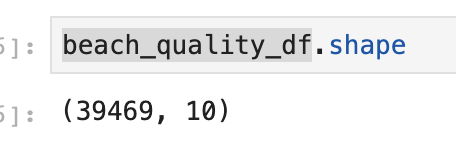 5]: beach_quality_df.shape
5]: (39469, 10)